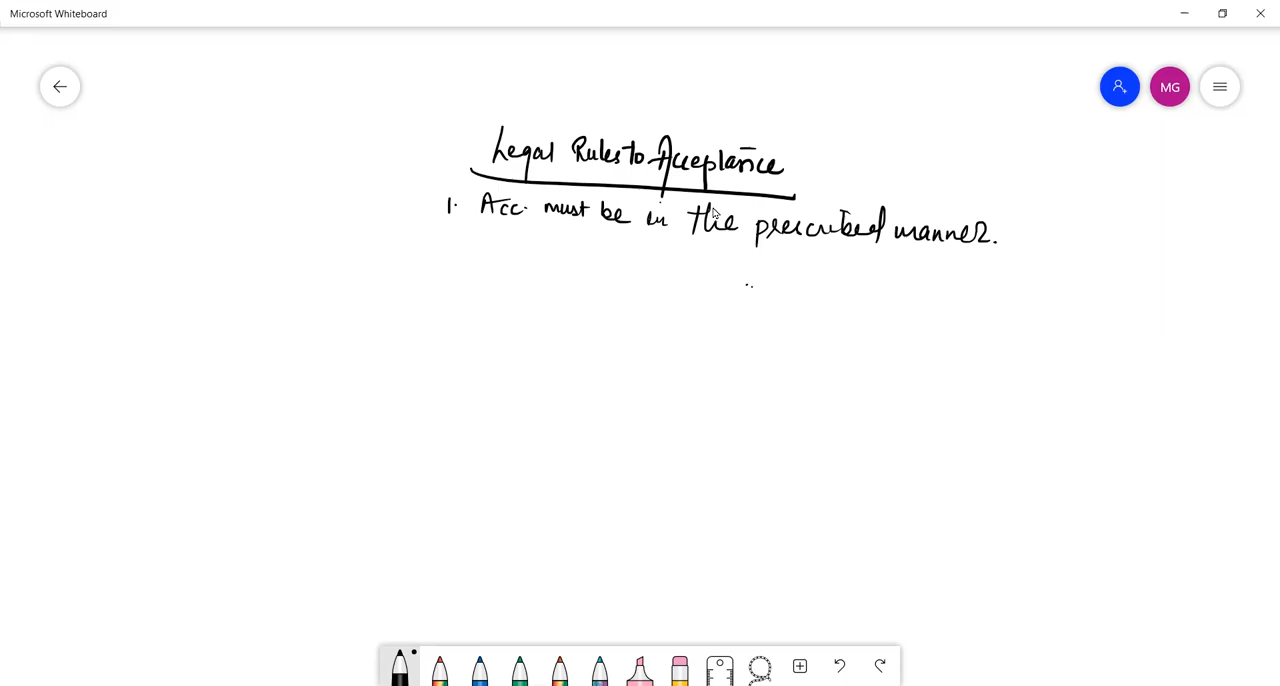 Microsoft Whiteboard
MG
Legal Rules to Acceptance
1. Acc. must be in the prescribed manner.